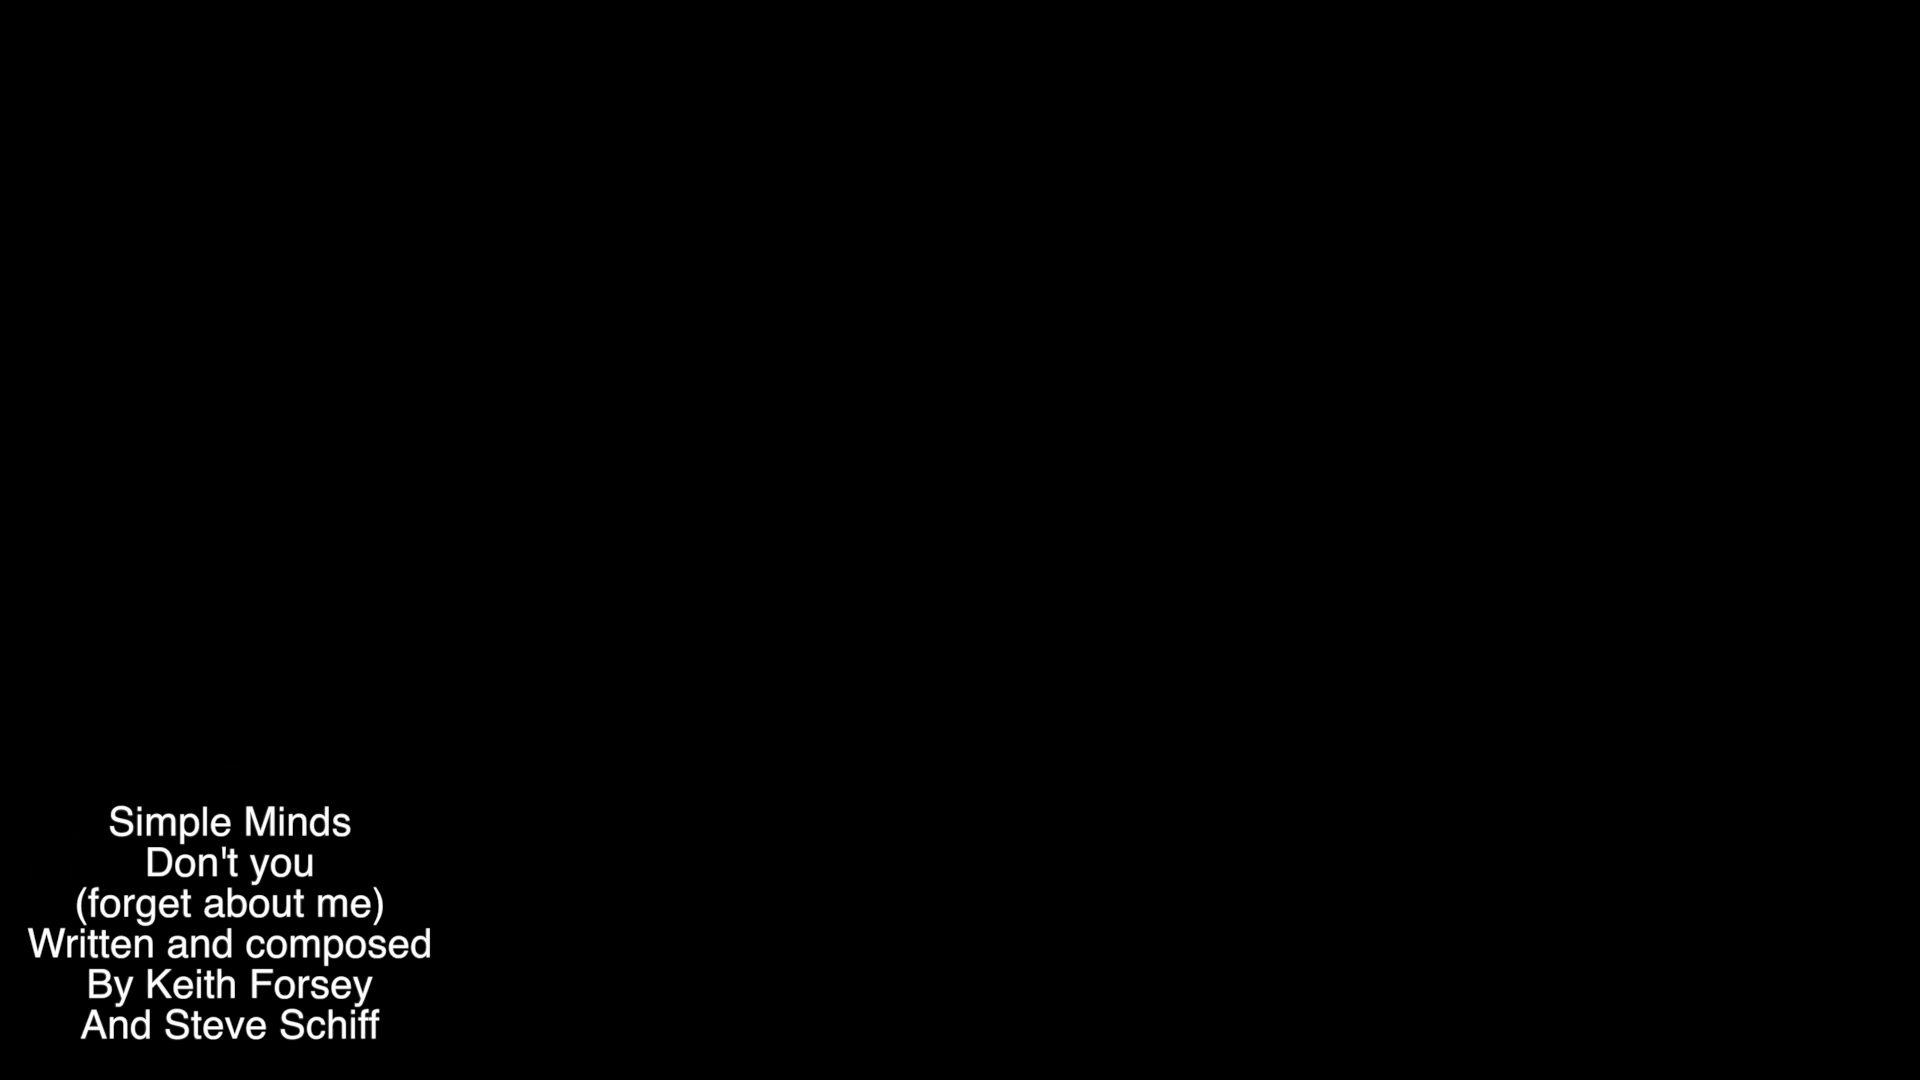 Simple Minds
Don't you
(forget about me)
Written and composed
By Keith Forsey
And Steve Schiff